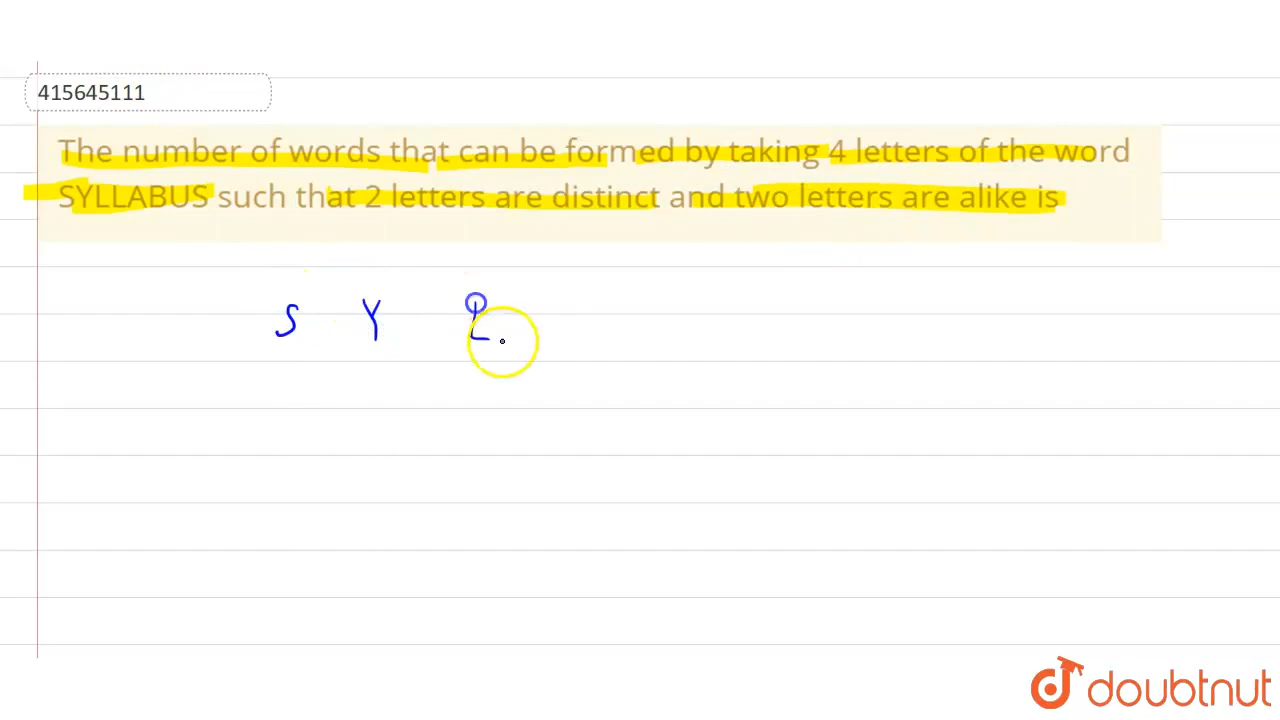 415645111
The number of words that can be formed by taking 4 letters of the word
SYLLABUS such that 2 letters are distinct and two letters are alike is
S Y L
doubtnut